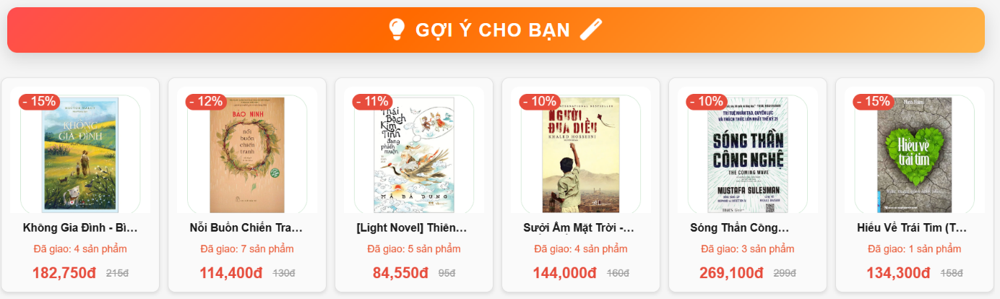 GỢI Ý CHO BẠN
- 15%
HECTOR MALOT
KHÔNG
GIA ĐÌNH
Không Gia Đình - Bì...
Đã giao: 4 sản phẩm
182,750đ 215đ
- 12%
BẢO NINH
nỗi
buồn
chiến
tranh
Nỗi Buồn Chiến Tra...
Đã giao: 7 sản phẩm
114,400đ 130đ
- 11%
Thái
Bạch
Kim
Tinh
đang
phiền
muộn
MÃ BÁ DUNG
[Light Novel] Thiên...
Đã giao: 5 sản phẩm
84,550đ 95đ
- 10%
INTERNATIONAL BESTSELLER
NGƯỜI
ĐUA DIỀU
KHALED HOSSEINI
Sưởi Ấm Mặt Trời -...
Đã giao: 4 sản phẩm
144,000đ 160đ
- 10%
TRÍ TUỆ NHÂN TẠO, QUYỀN LỰC
VÀ THÁCH THỨC LỚN NHẤT THẾ KỶ 21
SÓNG THẦN
CÔNG NGHỆ
THE COMING WAVE
MUSTAFA SULEYMAN
Sóng Thần Công...
Đã giao: 3 sản phẩm
269,100đ 299đ
- 15%
Minh Niệm
Hiểu về
trái tim
Hiểu Về Trái Tim (T...
Đã giao: 1 sản phẩm
134,300đ 158đ